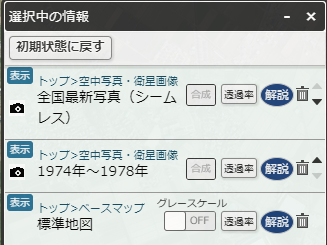 選択中の情報
初期状態に戻す
表示 トップ>空中写真・衛星画像
全国最新写真（シームレス） 合成 透過率 解説
表示 トップ>空中写真・衛星画像
1974年～1978年 合成 透過率 解説
表示 トップ>ベースマップ グレースケール
標準地図 OFF 透過率 解説